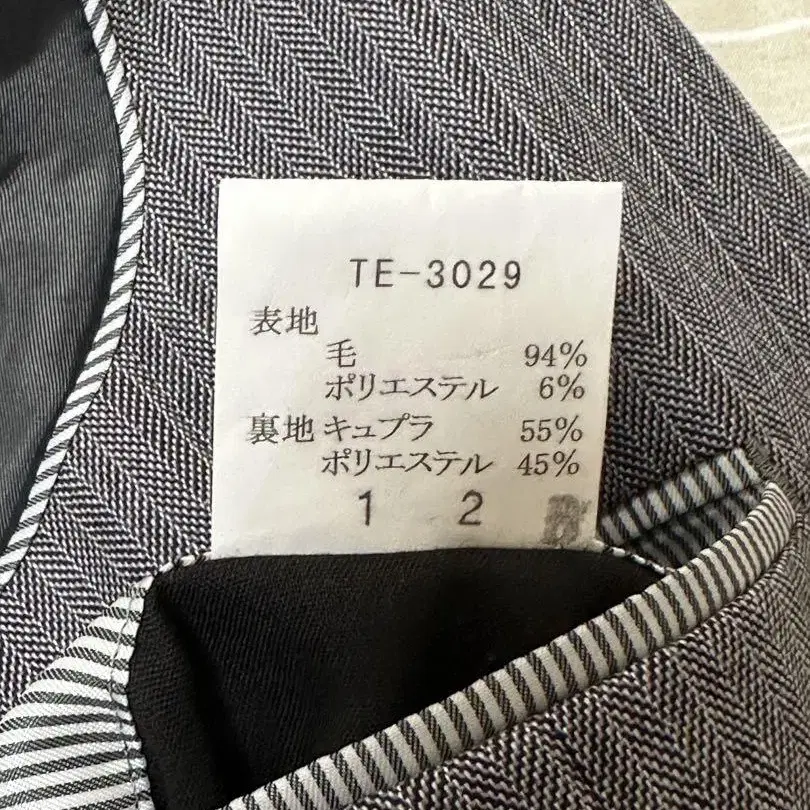 TE-3029
表地
毛 94%
ポリエステル 6%
裏地 キュプラ 55%
ポリエステル 45%
1 2